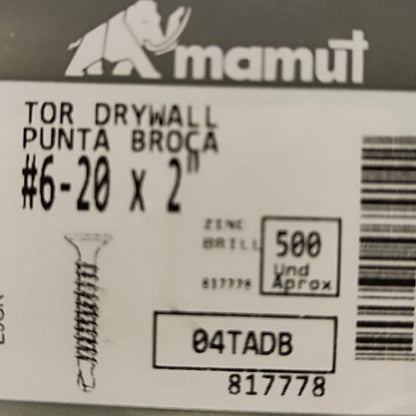 mamut
TOR DRYWALL
PUNTA BROCA
#6-20 x 2"
ZINC
BRILL
817778
500
Und
Aprox
04TADB
817778